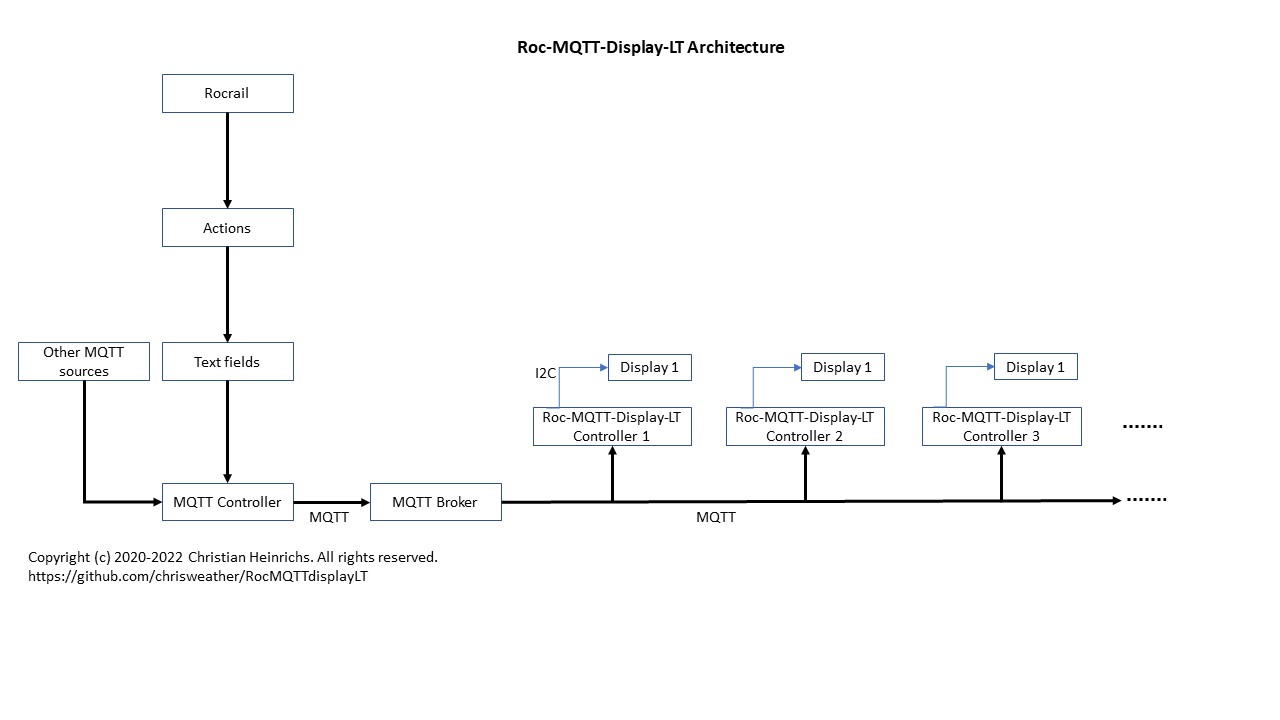 Roc-MQTT-Display-LT Architecture
Rocrail
Actions
Other MQTT
sources
Text fields
I2C
Display 1
Display 1
Display 1
Roc-MQTT-Display-LT
Controller 1
Roc-MQTT-Display-LT
Controller 2
Roc-MQTT-Display-LT
Controller 3
.......
MQTT Controller
MQTT
MQTT Broker
MQTT
.......
Copyright (c) 2020-2022 Christian Heinrichs. All rights reserved.
https://github.com/chrisweather/RocMQTTdisplayLT